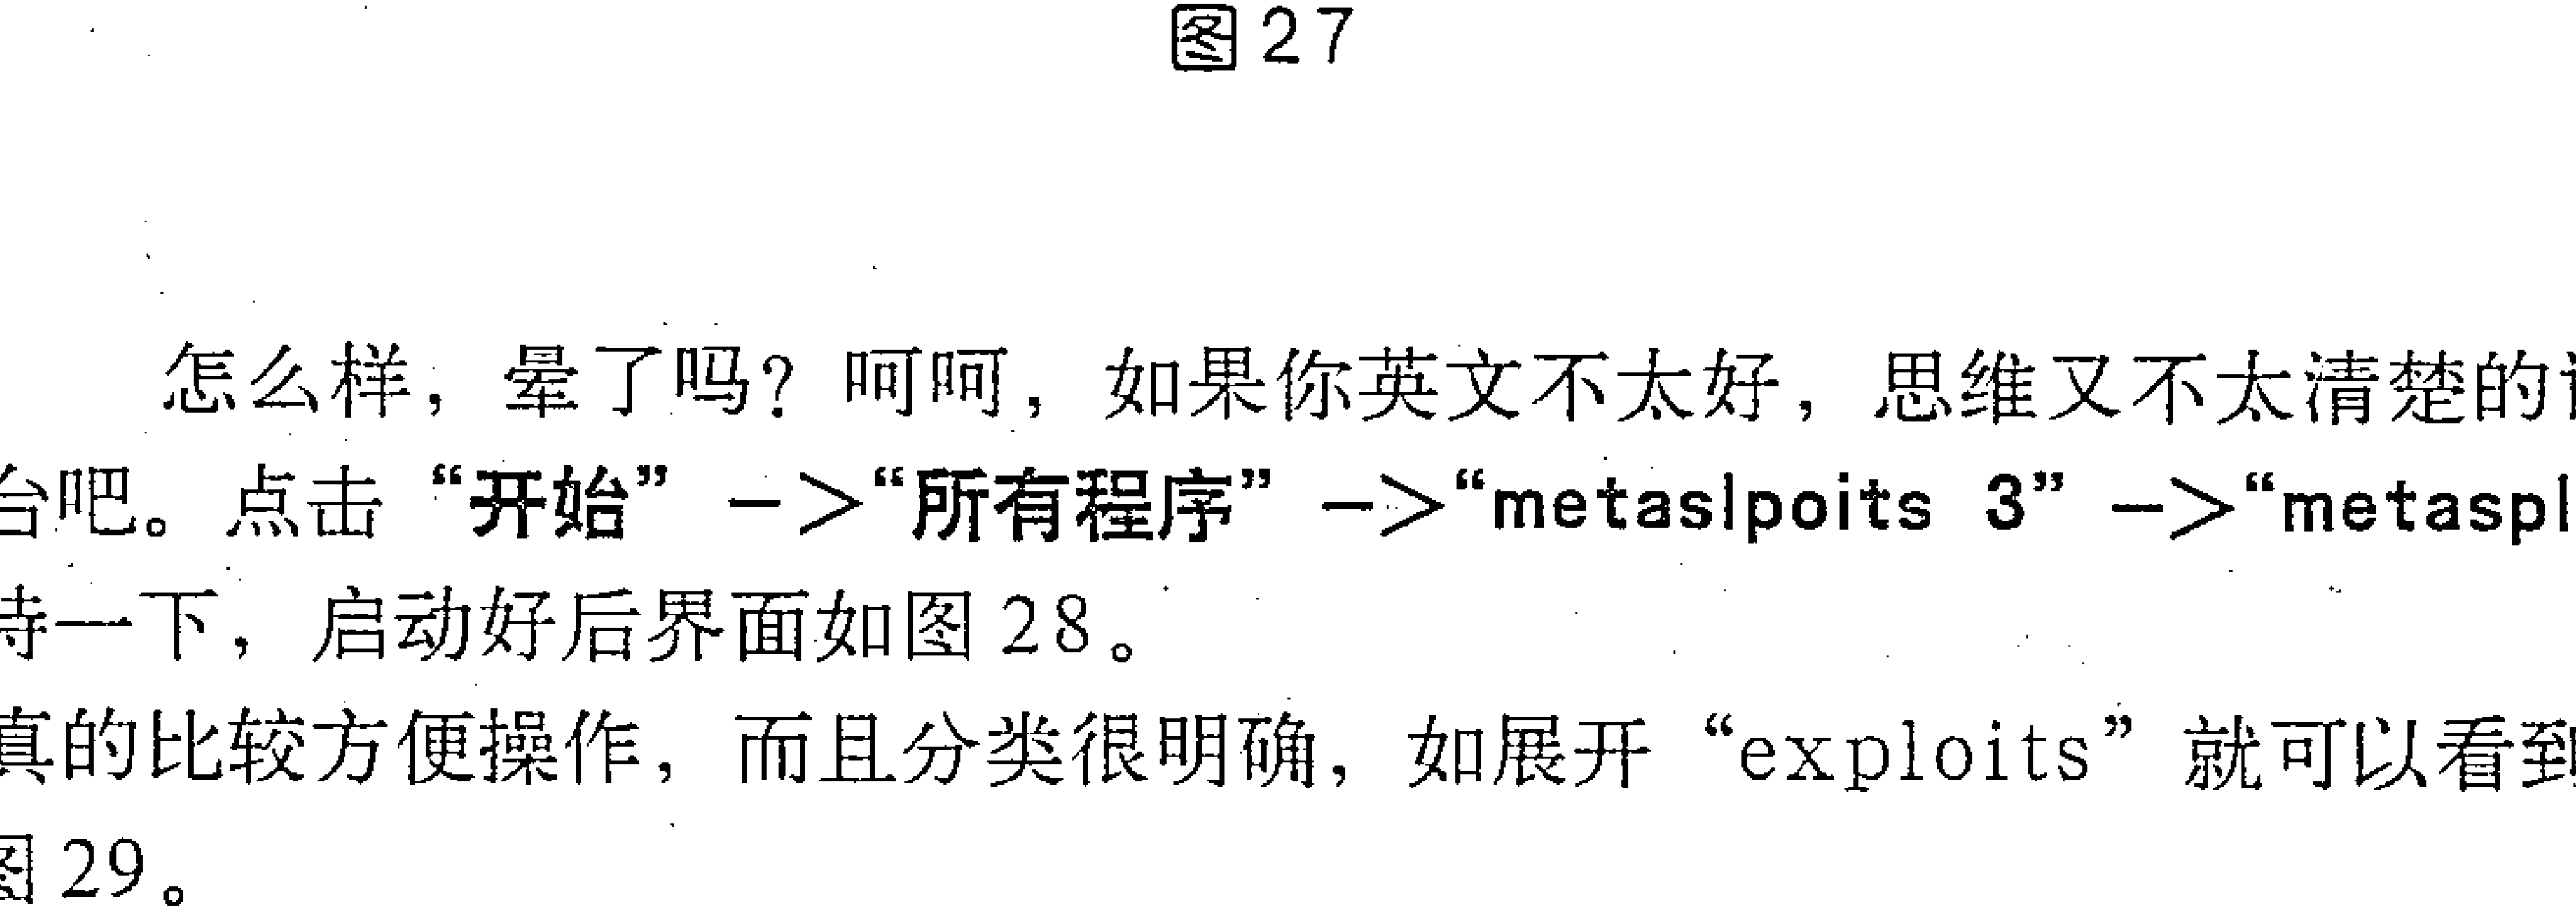 图27
怎么样，晕了吗？呵呵，如果你英文不太好，思维又不太清楚的
台吧。点击“开始”->“所有程序”->“metaslpoits 3”->“metaspl
待一下，启动好后界面如图28。
真的比较方便操作，而且分类很明确，如展开“exploits”就可以看到
图29。